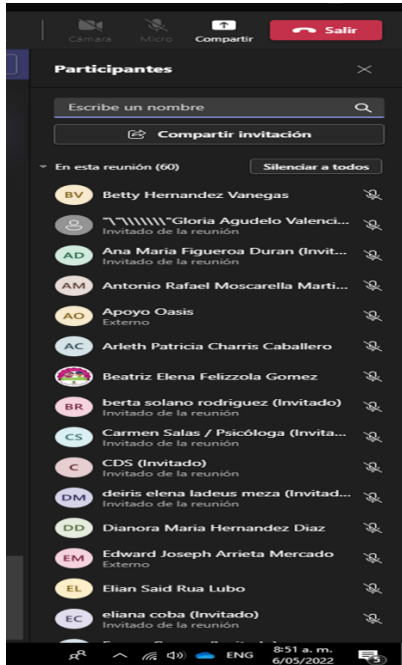 Cámara Micro Compartir Salir
Participantes
Escribe un nombre
Compartir invitación
En esta reunión (60) Silenciar a todos
BV Betty Hernandez Vanegas
"\"\\\\\\\"Gloria Agudelo Valenci...
Invitado de la reunión
AD Ana Maria Figueroa Duran (Invit...
Invitado de la reunión
AM Antonio Rafael Moscarella Marti...
AO Apoyo Oasis
Externo
AC Arleth Patricia Charris Caballero
Beatriz Elena Felizzola Gomez
BR berta solano rodriguez (Invitado)
Invitado de la reunión
CS Carmen Salas / Psicóloga (Invita...
Invitado de la reunión
C CDS (Invitado)
Invitado de la reunión
DM deiris elena ladeus meza (Invitad...
Invitado de la reunión
DD Dianora Maria Hernandez Diaz
EM Edward Joseph Arrieta Mercado
Externo
EL Elian Said Rua Lubo
EC eliana coba (Invitado)
Invitado de la reunión
ENG 8:51 a. m.
6/05/2022 5